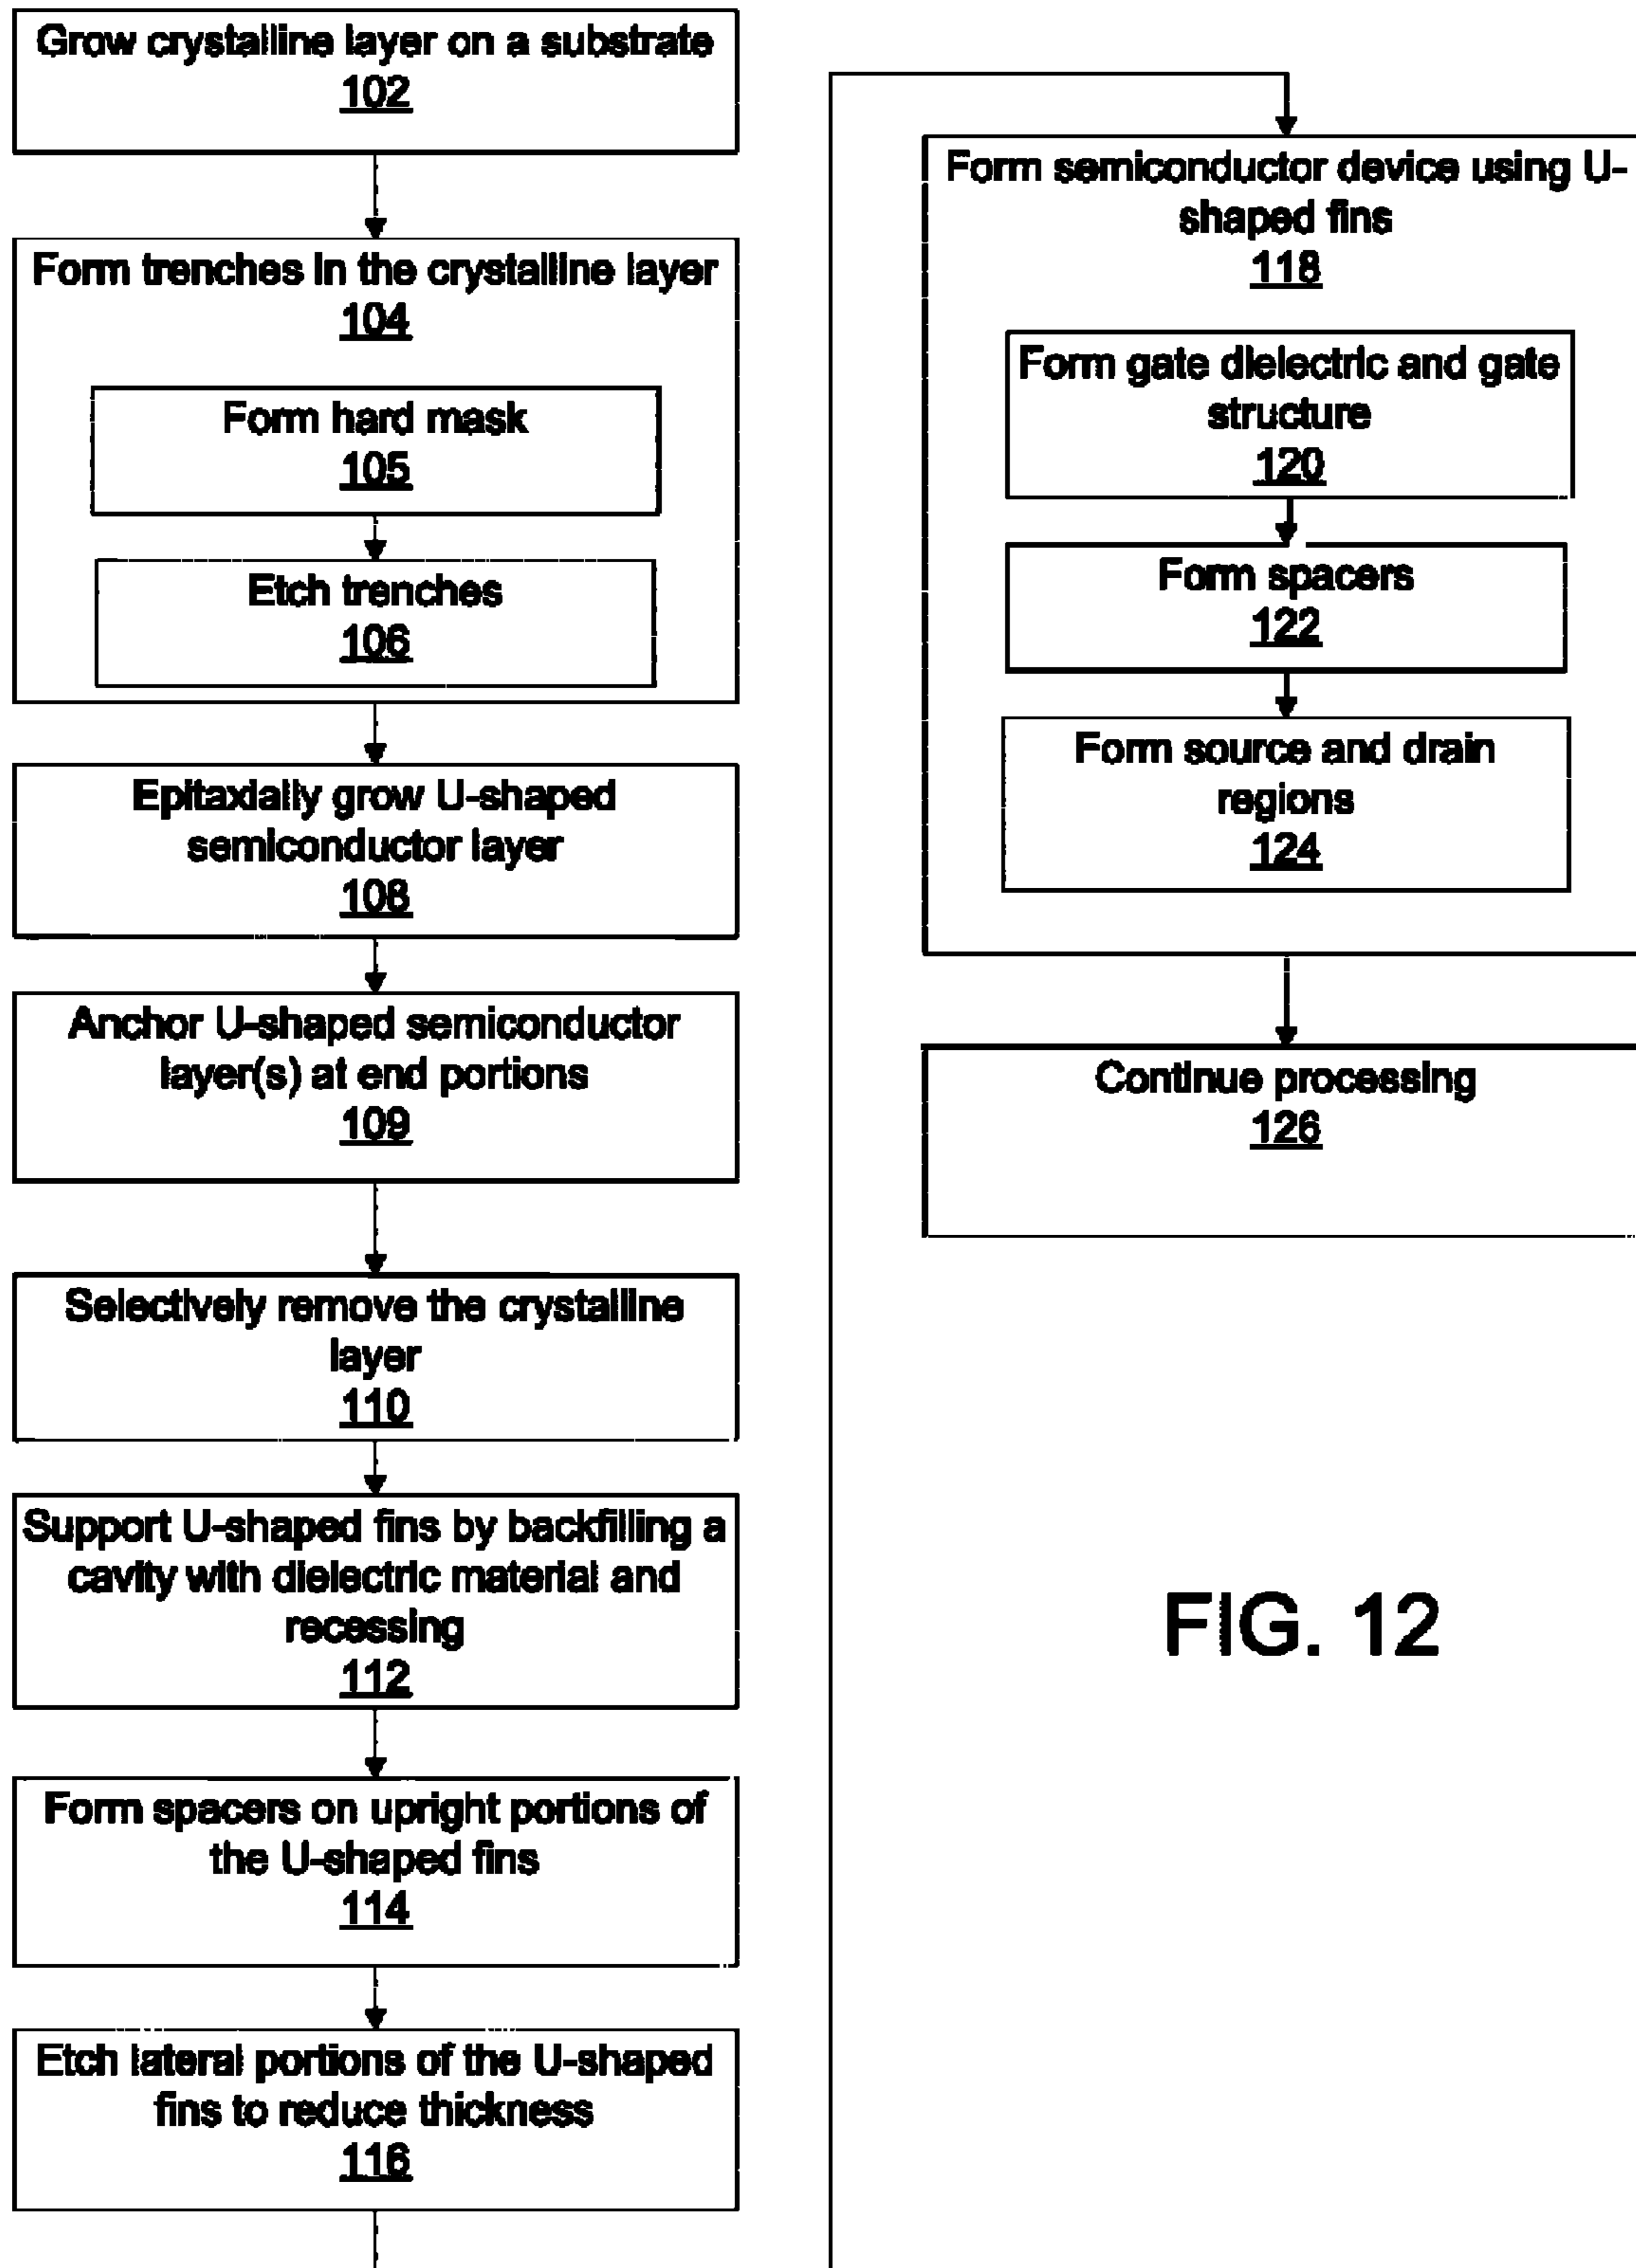 Grow crystalline layer on a substrate
102
Form trenches in the crystalline layer
104
Form hard mask
105
Etch trenches
106
Epitaxially grow U-shaped
semiconductor layer
108
Anchor U-shaped semiconductor
layer(s) at end portions
109
Selectively remove the crystalline
layer
110
Support U-shaped fins by backfilling a
cavity with dielectric material and
recessing
112
Form spacers on upright portions of
the U-shaped fins
114
Etch lateral portions of the U-shaped
fins to reduce thickness
116
Form semiconductor device using U-
shaped fins
118
Form gate dielectric and gate
structure
120
Form spacers
122
Form source and drain
regions
124
Continue processing
126
FIG. 12